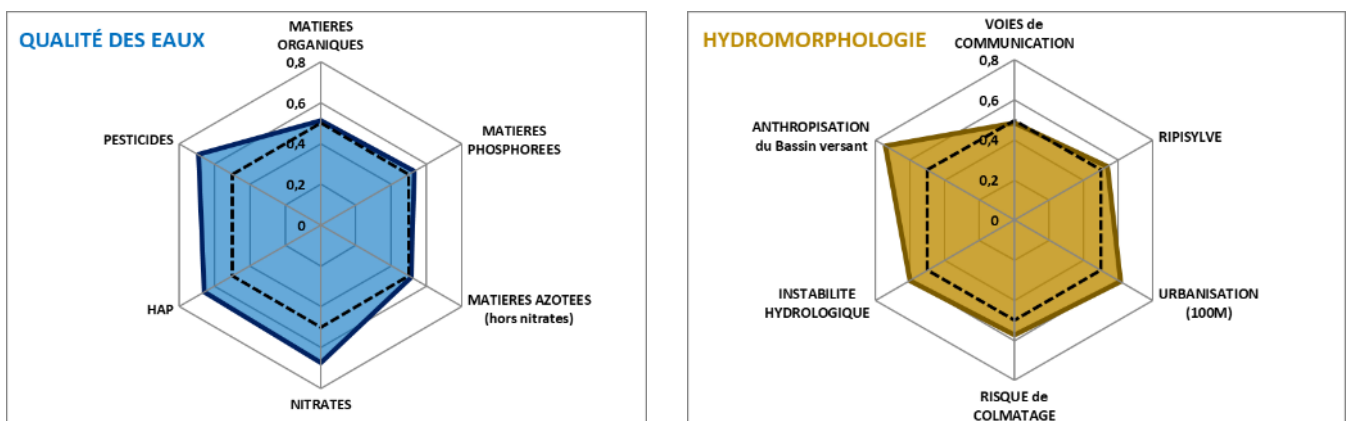 QUALITÉ DES EAUX
MATIERES
ORGANIQUES
0,8
0,6
0,4
0,2
0
PESTICIDES
MATIERES
PHOSPHOREES
HAP
MATIERES AZOTEES
(hors nitrates)
NITRATES
HYDROMORPHOLOGIE
VOIES de
COMMUNICATION
0,8
0,6
0,4
0,2
0
ANTHROPISATION
du Bassin versant
RIPISYLVE
INSTABILITE
HYDROLOGIQUE
URBANISATION
(100M)
RISQUE de
COLMATAGE